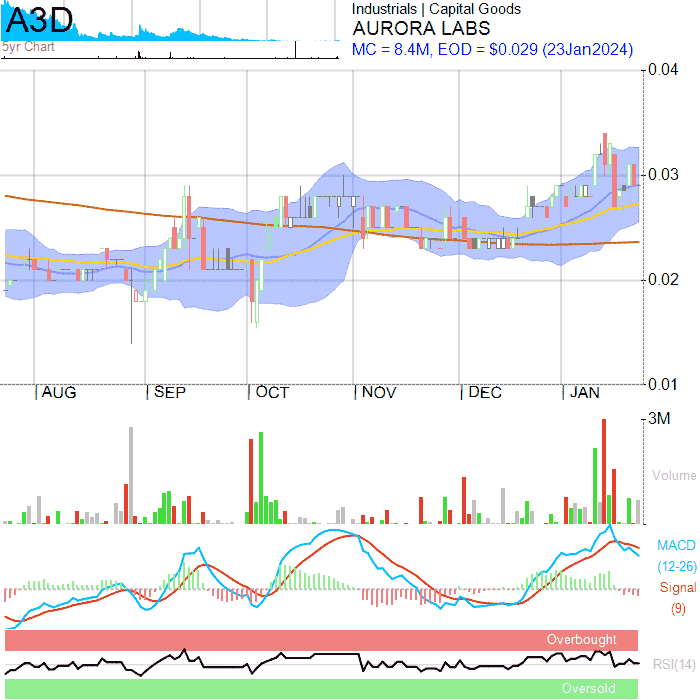 A3D
5yr Chart
Industrials | Capital Goods
AURORA LABS
MC = 8.4M, EOD = $0.029 (23Jan2024)
0.04
0.03
0.02
0.01
AUG SEP OCT NOV DEC JAN
3M
Volume
MACD
(12-26)
Signal
(9)
Overbought
RSI(14)
Oversold